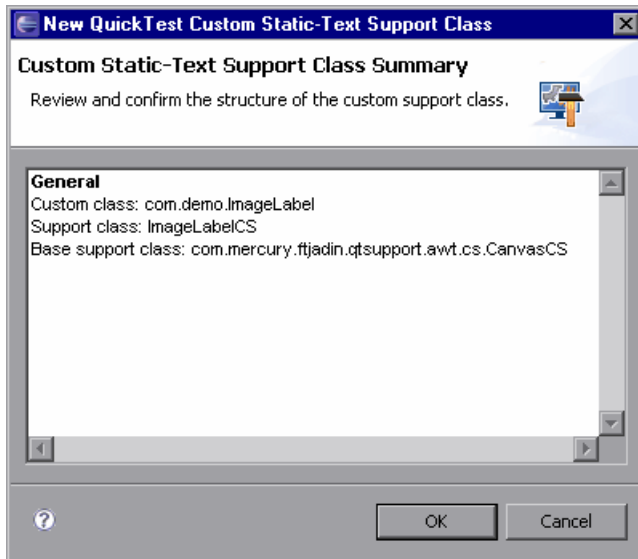 New QuickTest Custom Static-Text Support Class
Custom Static-Text Support Class Summary
Review and confirm the structure of the custom support class.
General
Custom class: com.demo.ImageLabel
Support class: ImageLabelCS
Base support class: com.mercury.ftjadin.qtsupport.awt.cs.CanvasCS
OK
Cancel